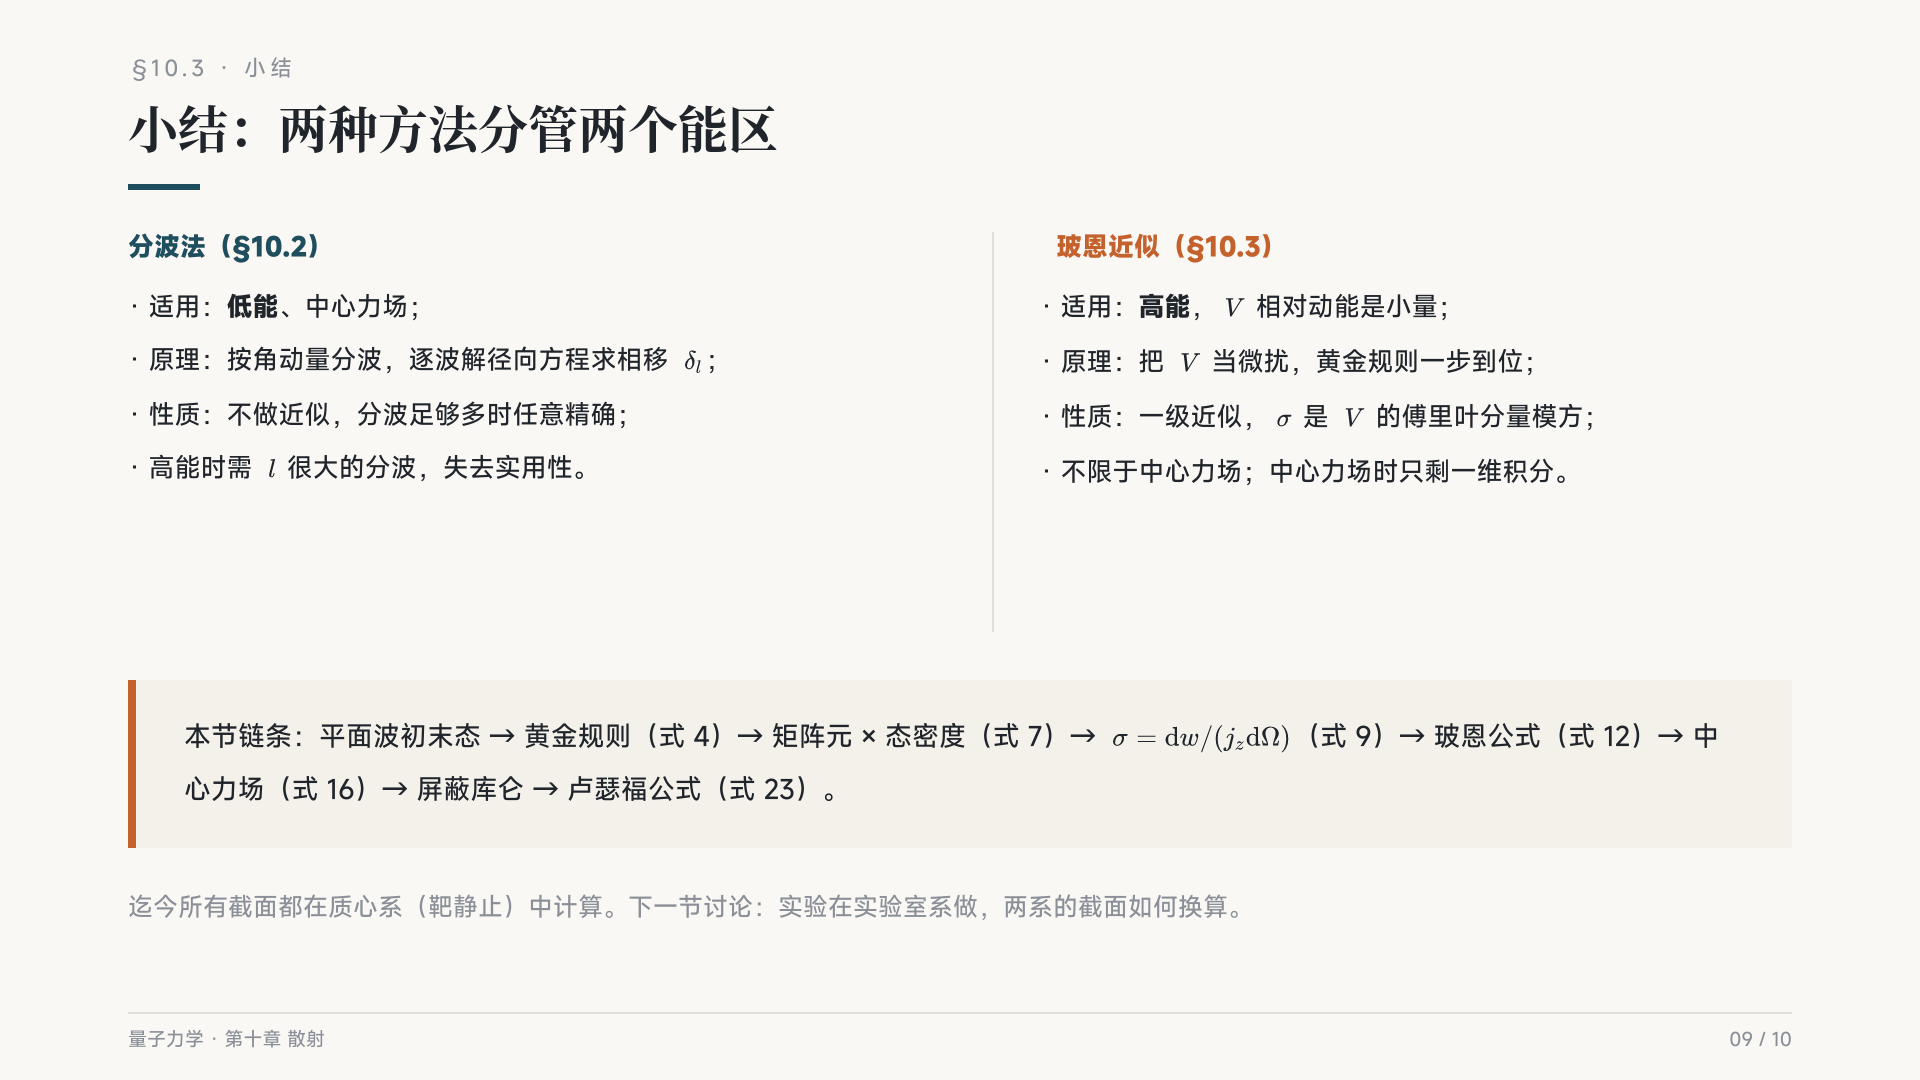 §10.3 · 小结
小结：两种方法分管两个能区
分波法（§10.2）
· 适用：低能、中心力场；
· 原理：按角动量分波，逐波解径向方程求相移 δ_l；
· 性质：不做近似，分波足够多时任意精确；
· 高能时需 l 很大的分波，失去实用性。
玻恩近似（§10.3）
· 适用：高能， V 相对动能是小量；
· 原理：把 V 当微扰，黄金规则一步到位；
· 性质：一级近似， σ 是 V 的傅里叶分量模方；
· 不限于中心力场；中心力场时只剩一维积分。
本节链条：平面波初末态 → 黄金规则（式 4）→ 矩阵元 × 态密度（式 7）→ σ = dw/(j_z dΩ)（式 9）→ 玻恩公式（式 12）→ 中
心力场（式 16）→ 屏蔽库仑 → 卢瑟福公式（式 23）。
迄今所有截面都在质心系（靶静止）中计算。下一节讨论：实验在实验室系做，两系的截面如何换算。
量子力学 · 第十章 散射
09 / 10